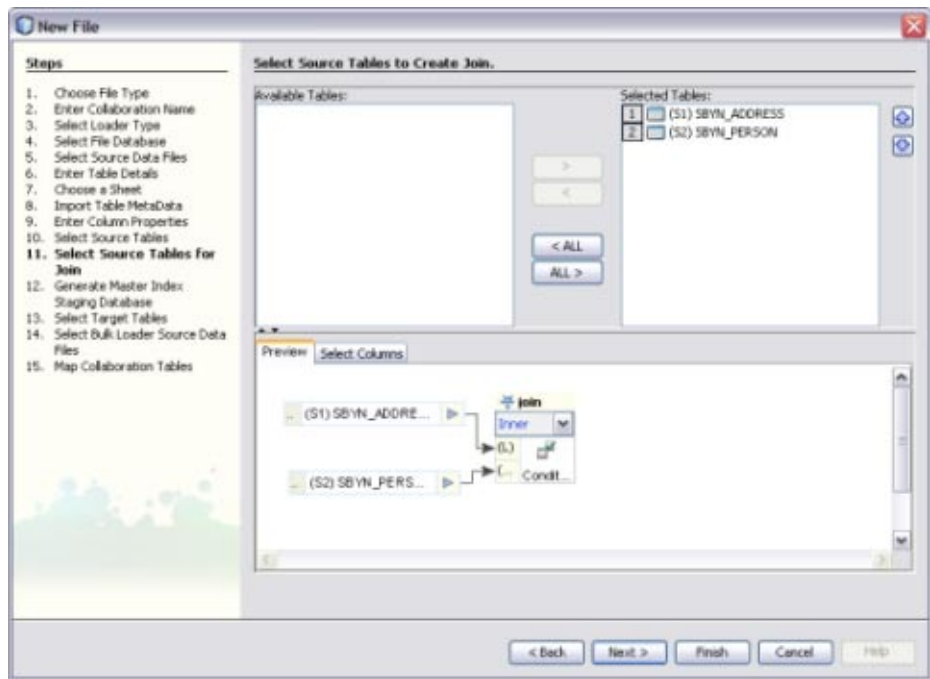 New File
Steps
1. Choose File Type
2. Enter Collaboration Name
3. Select Loader Type
4. Select File Database
5. Select Source Data Files
6. Enter Table Details
7. Choose a Sheet
8. Import Table MetaData
9. Enter Column Properties
10. Select Source Tables
11. Select Source Tables for
Join
12. Generate Master Index
Staging Database
13. Select Target Tables
14. Select Bulk Loader Source Data
Files
15. Map Collaboration Tables
Select Source Tables to Create Join.
Available Tables:
Selected Tables:
1 (S1) SBYN_ADDRESS
2 (S2) SBYN_PERSON
>
<
< ALL
ALL >
Preview Select Columns
(S1) SBYN_ADDRE...
(S2) SBYN_PERS...
join
Inner
(L)
(...
Condit...
< Back Next > Finish Cancel Help